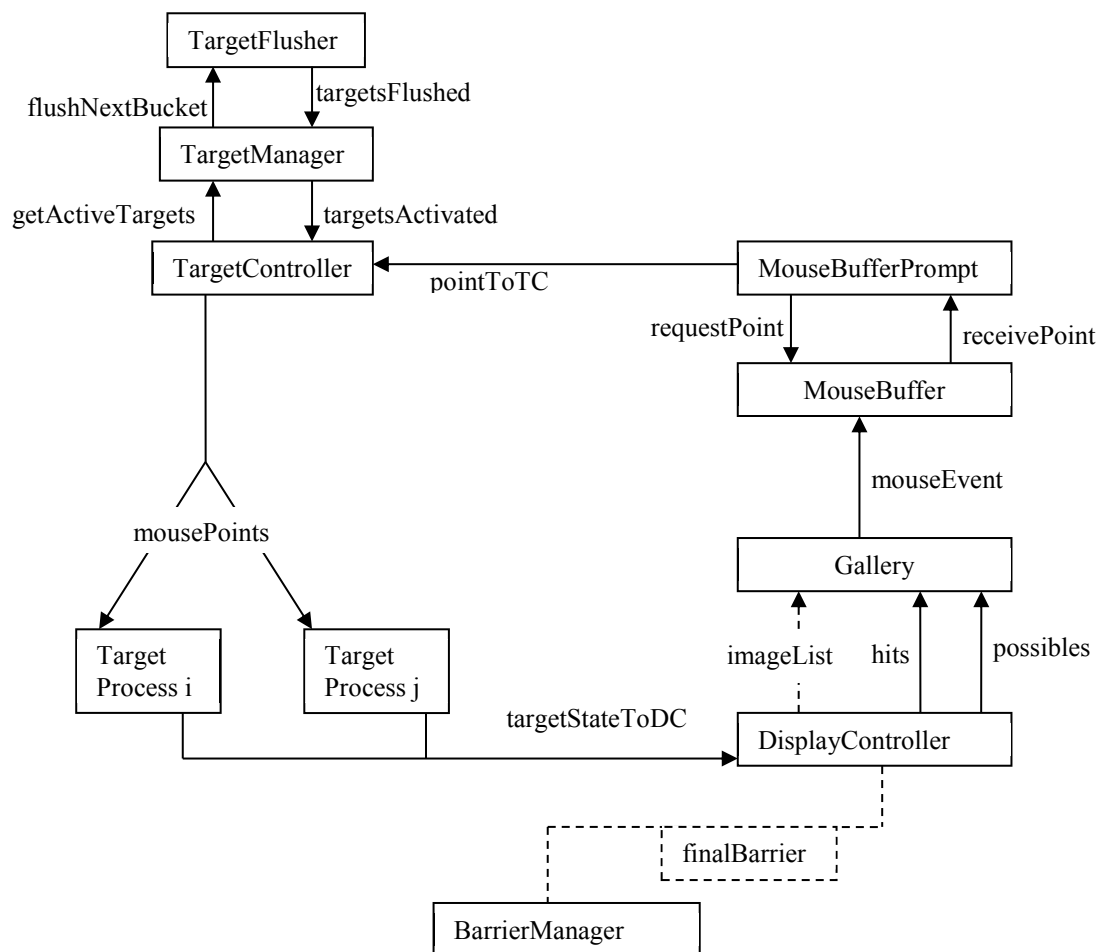 TargetFlusher
flushNextBucket
targetsFlushed
TargetManager
getActiveTargets
targetsActivated
TargetController
MouseBufferPrompt
pointToTC
requestPoint
receivePoint
MouseBuffer
mouseEvent
mousePoints
Gallery
Target
Process i
Target
Process j
imageList
hits
possibles
targetStateToDC
DisplayController
finalBarrier
BarrierManager